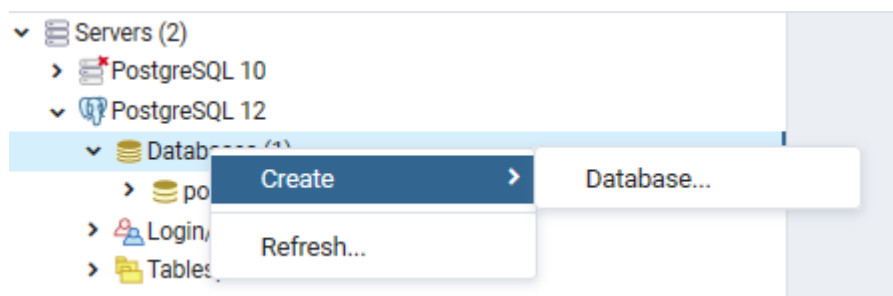 Servers (2)
PostgreSQL 10
PostgreSQL 12
Create
Database...
Refresh...